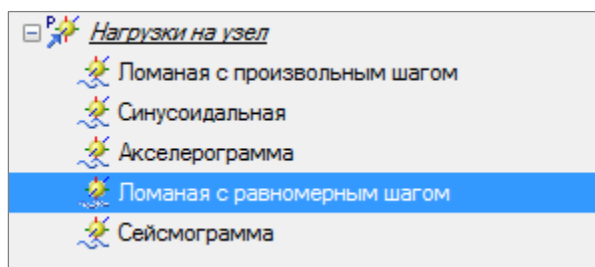 Нагрузки на узел
Ломаная с произвольным шагом
Синусоидальная
Акселерограмма
Ломаная с равномерным шагом
Сейсмограмма